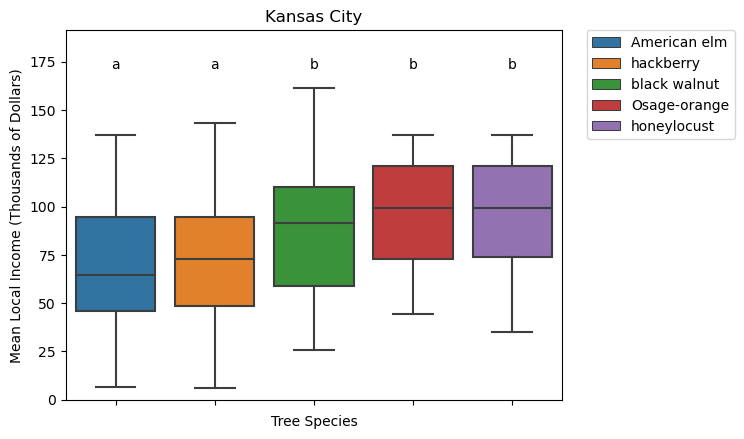 Kansas City
Mean Local Income (Thousands of Dollars)
175
150
125
100
75
50
25
0
a
a
b
b
b
Tree Species
American elm
hackberry
black walnut
Osage-orange
honeylocust